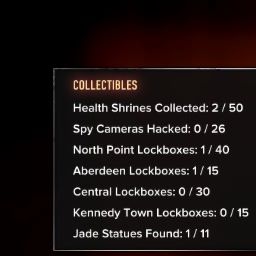 COLLECTIBLES
Health Shrines Collected: 2 / 50
Spy Cameras Hacked: 0 / 26
North Point Lockboxes: 1 / 40
Aberdeen Lockboxes: 1 / 15
Central Lockboxes: 0 / 30
Kennedy Town Lockboxes: 0 / 15
Jade Statues Found: 1 / 11